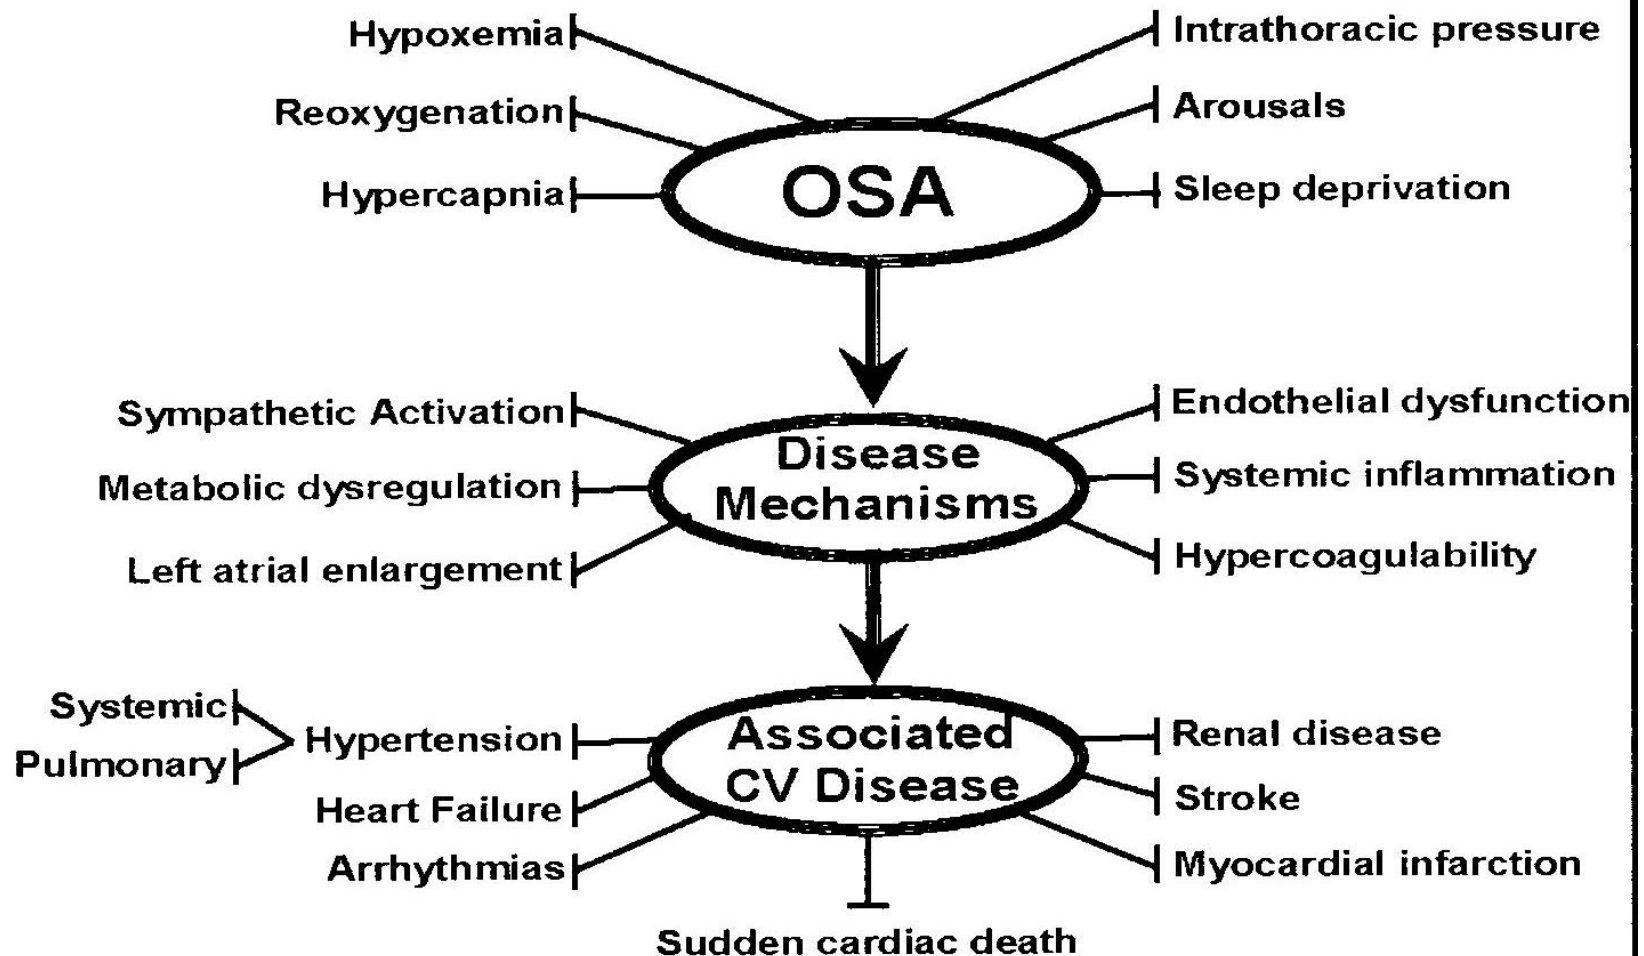 Hypoxemia
Intrathoracic pressure
Reoxygenation
Arousals
Hypercapnia
OSA
Sleep deprivation
Sympathetic Activation
Endothelial dysfunction
Metabolic dysregulation
Disease
Mechanisms
Systemic inflammation
Left atrial enlargement
Hypercoagulability
Systemic
Pulmonary
Hypertension
Associated
CV Disease
Renal disease
Heart Failure
Stroke
Arrhythmias
Myocardial infarction
Sudden cardiac death